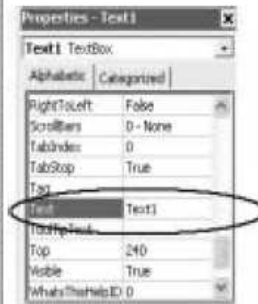 Properties - Text1
Text1 TextBox
Alphabetic Categorized
RightToLeft False
ScrollBars 0 - None
TabIndex 0
TabStop True
Tag
Text Text1
ToolTipText
Top 240
Visible True
WhatsThisHelpID 0